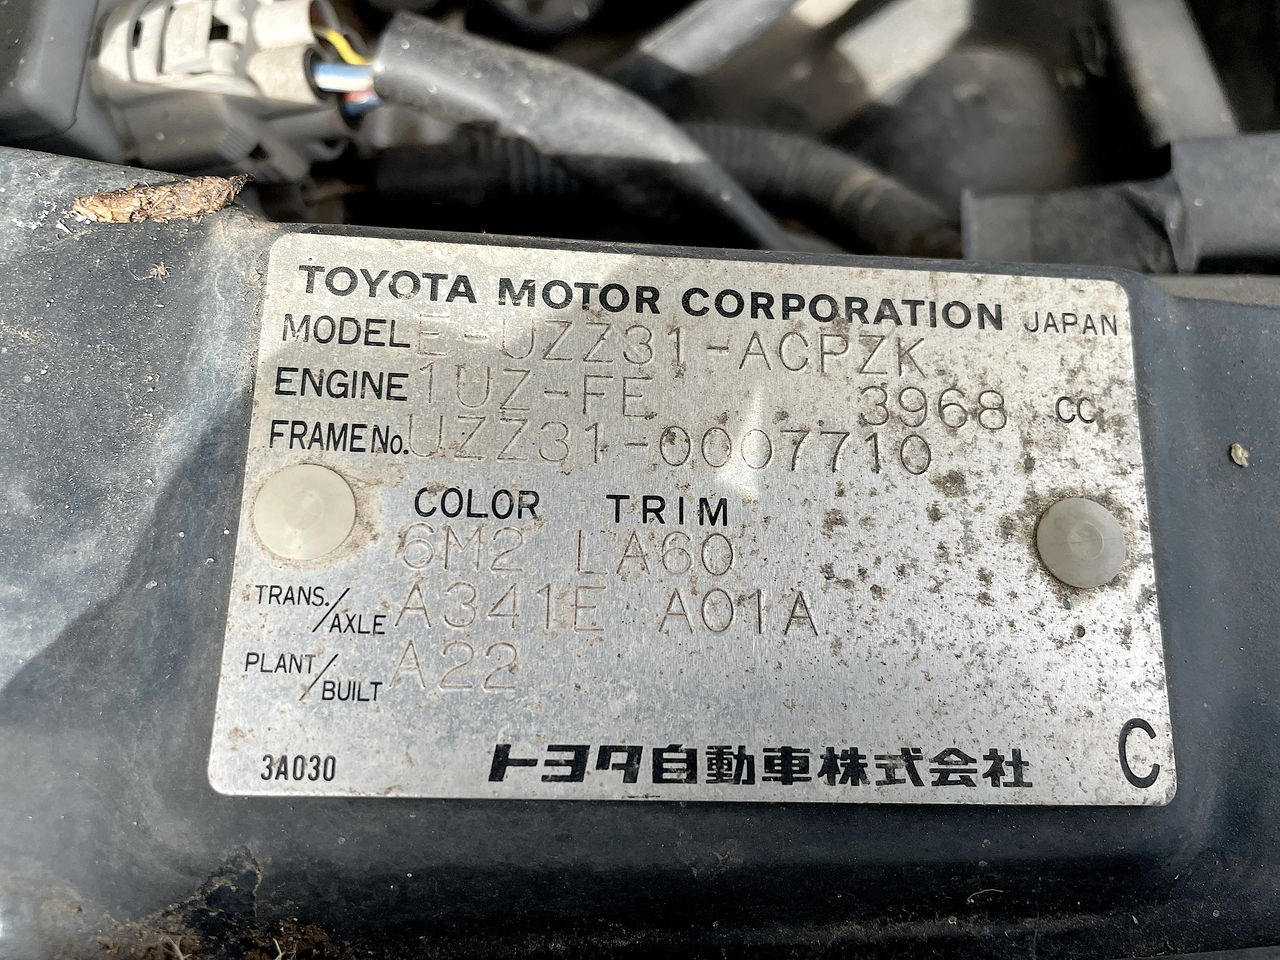 TOYOTA MOTOR CORPORATION JAPAN
MODEL E-UZZ31-ACPZK
ENGINE 1UZ-FE 3968 CC
FRAME No. UZZ31-0007710
COLOR TRIM
6M2 LA60
TRANS./AXLE A341E A01A
PLANT/BUILT A22
3A030 トヨタ自動車株式会社 C